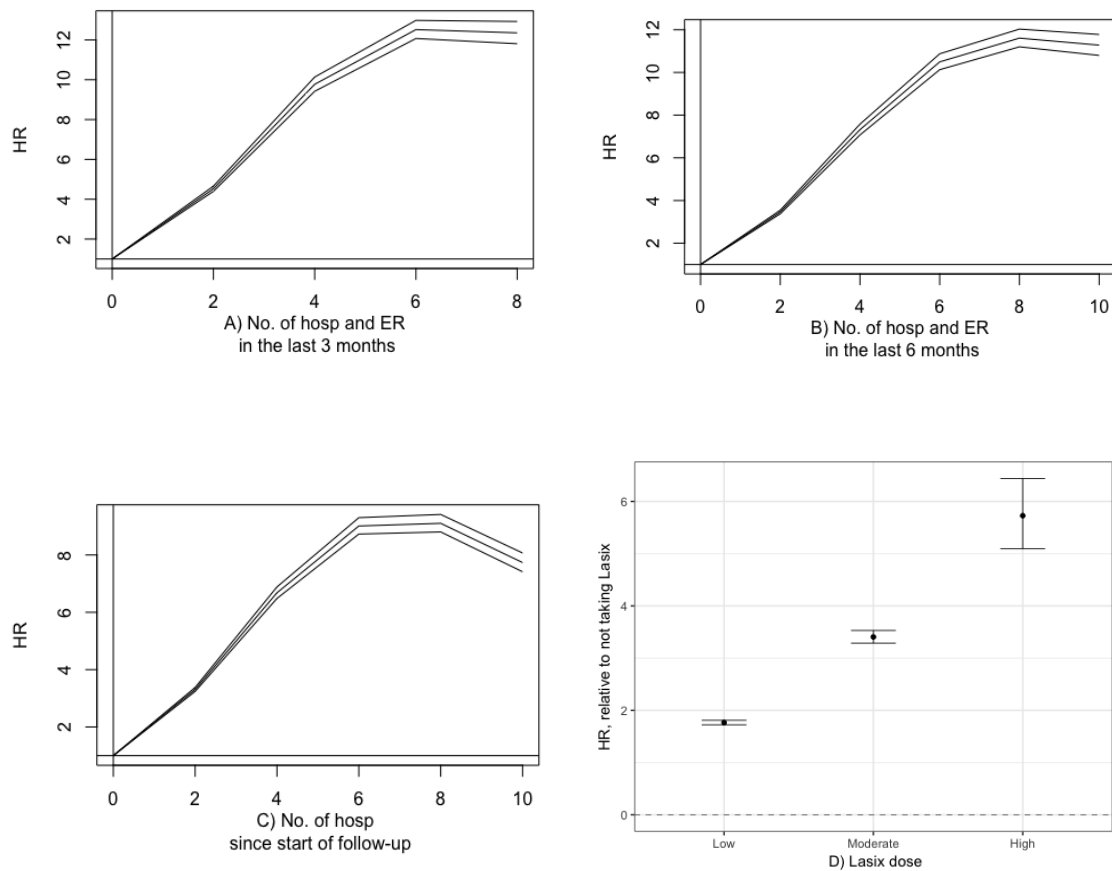 HR
12
10
8
6
4
2
0 2 4 6 8
A) No. of hosp and ER
in the last 3 months
HR
12
10
8
6
4
2
0 2 4 6 8 10
B) No. of hosp and ER
in the last 6 months
HR
8
6
4
2
0 2 4 6 8 10
C) No. of hosp
since start of follow-up
HR, relative to not taking Lasix
6
4
2
0
Low Moderate High
D) Lasix dose